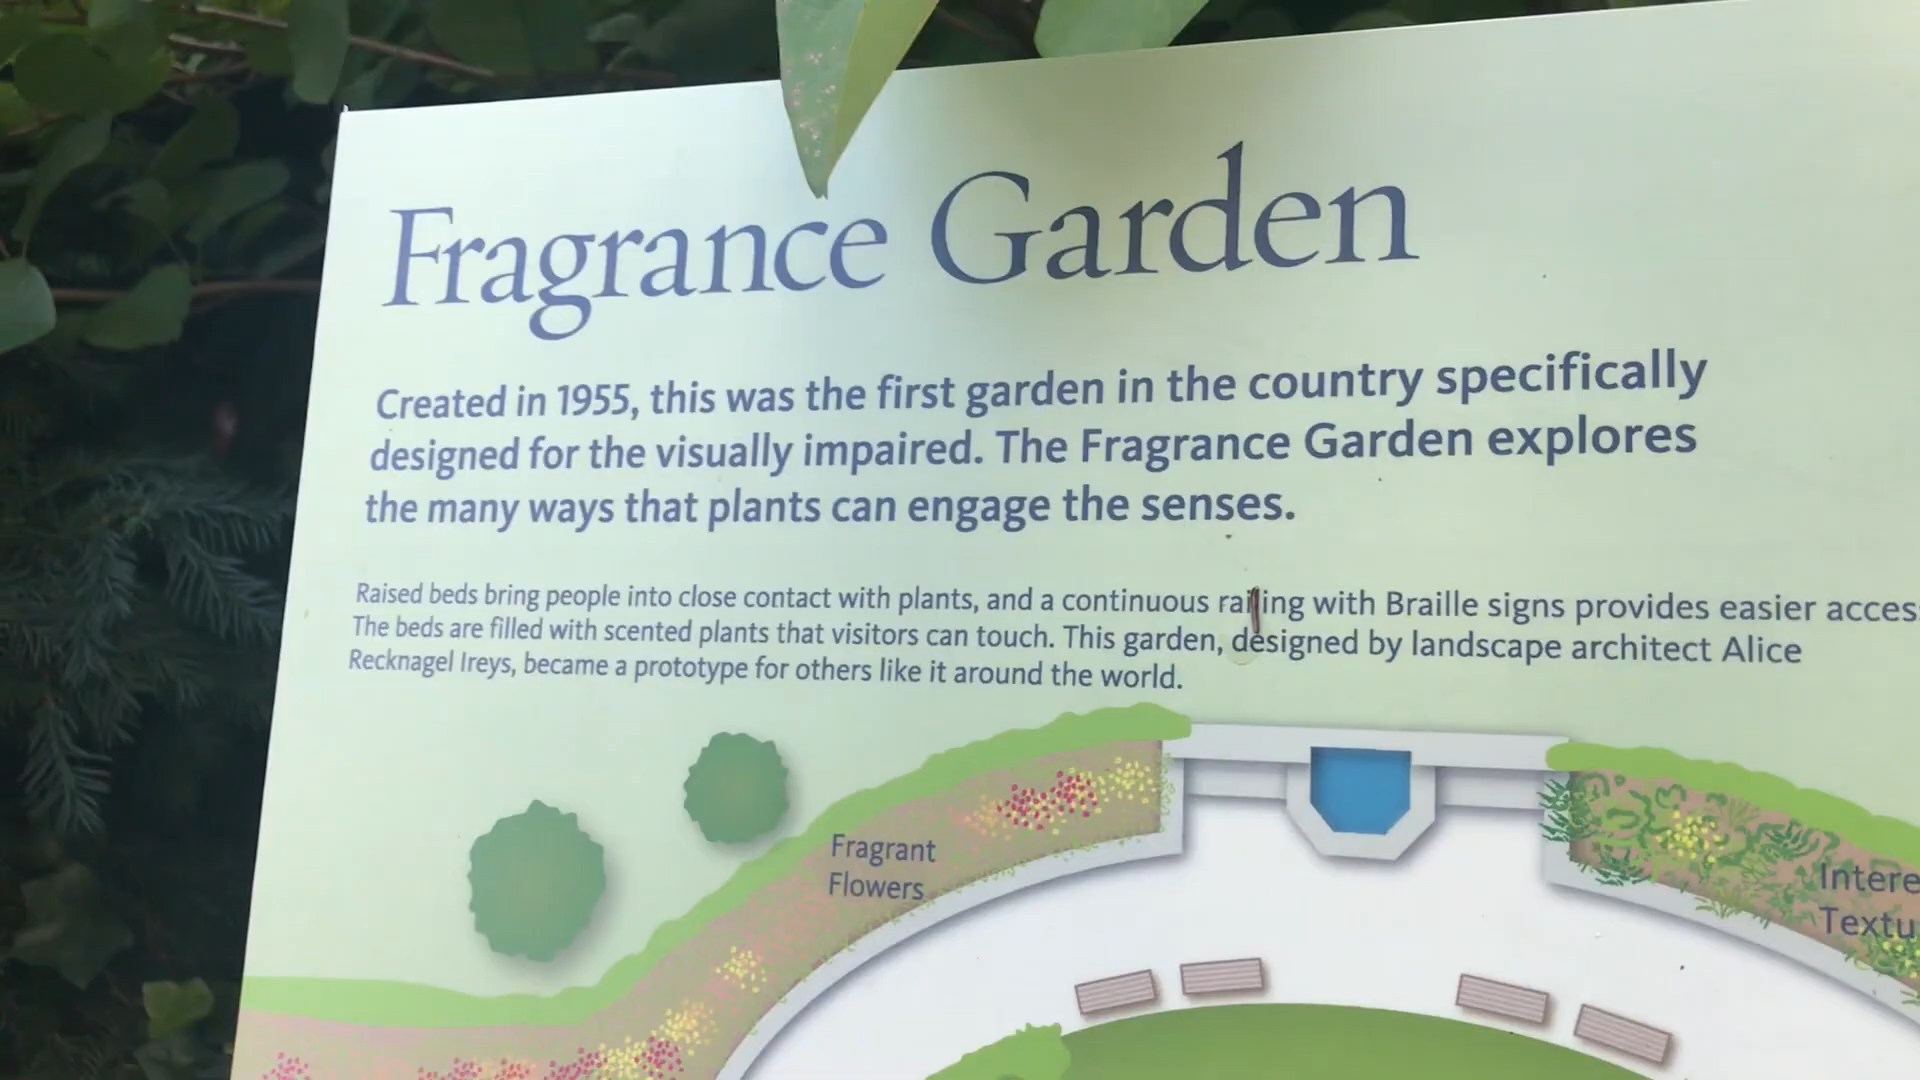 Fragrance Garden
Created in 1955, this was the first garden in the country specifically
designed for the visually impaired. The Fragrance Garden explores
the many ways that plants can engage the senses.
Raised beds bring people into close contact with plants, and a continuous railing with Braille signs provides easier acces
The beds are filled with scented plants that visitors can touch. This garden, designed by landscape architect Alice
Recknagel Ireys, became a prototype for others like it around the world.
Fragrant
Flowers
Intere
Textu